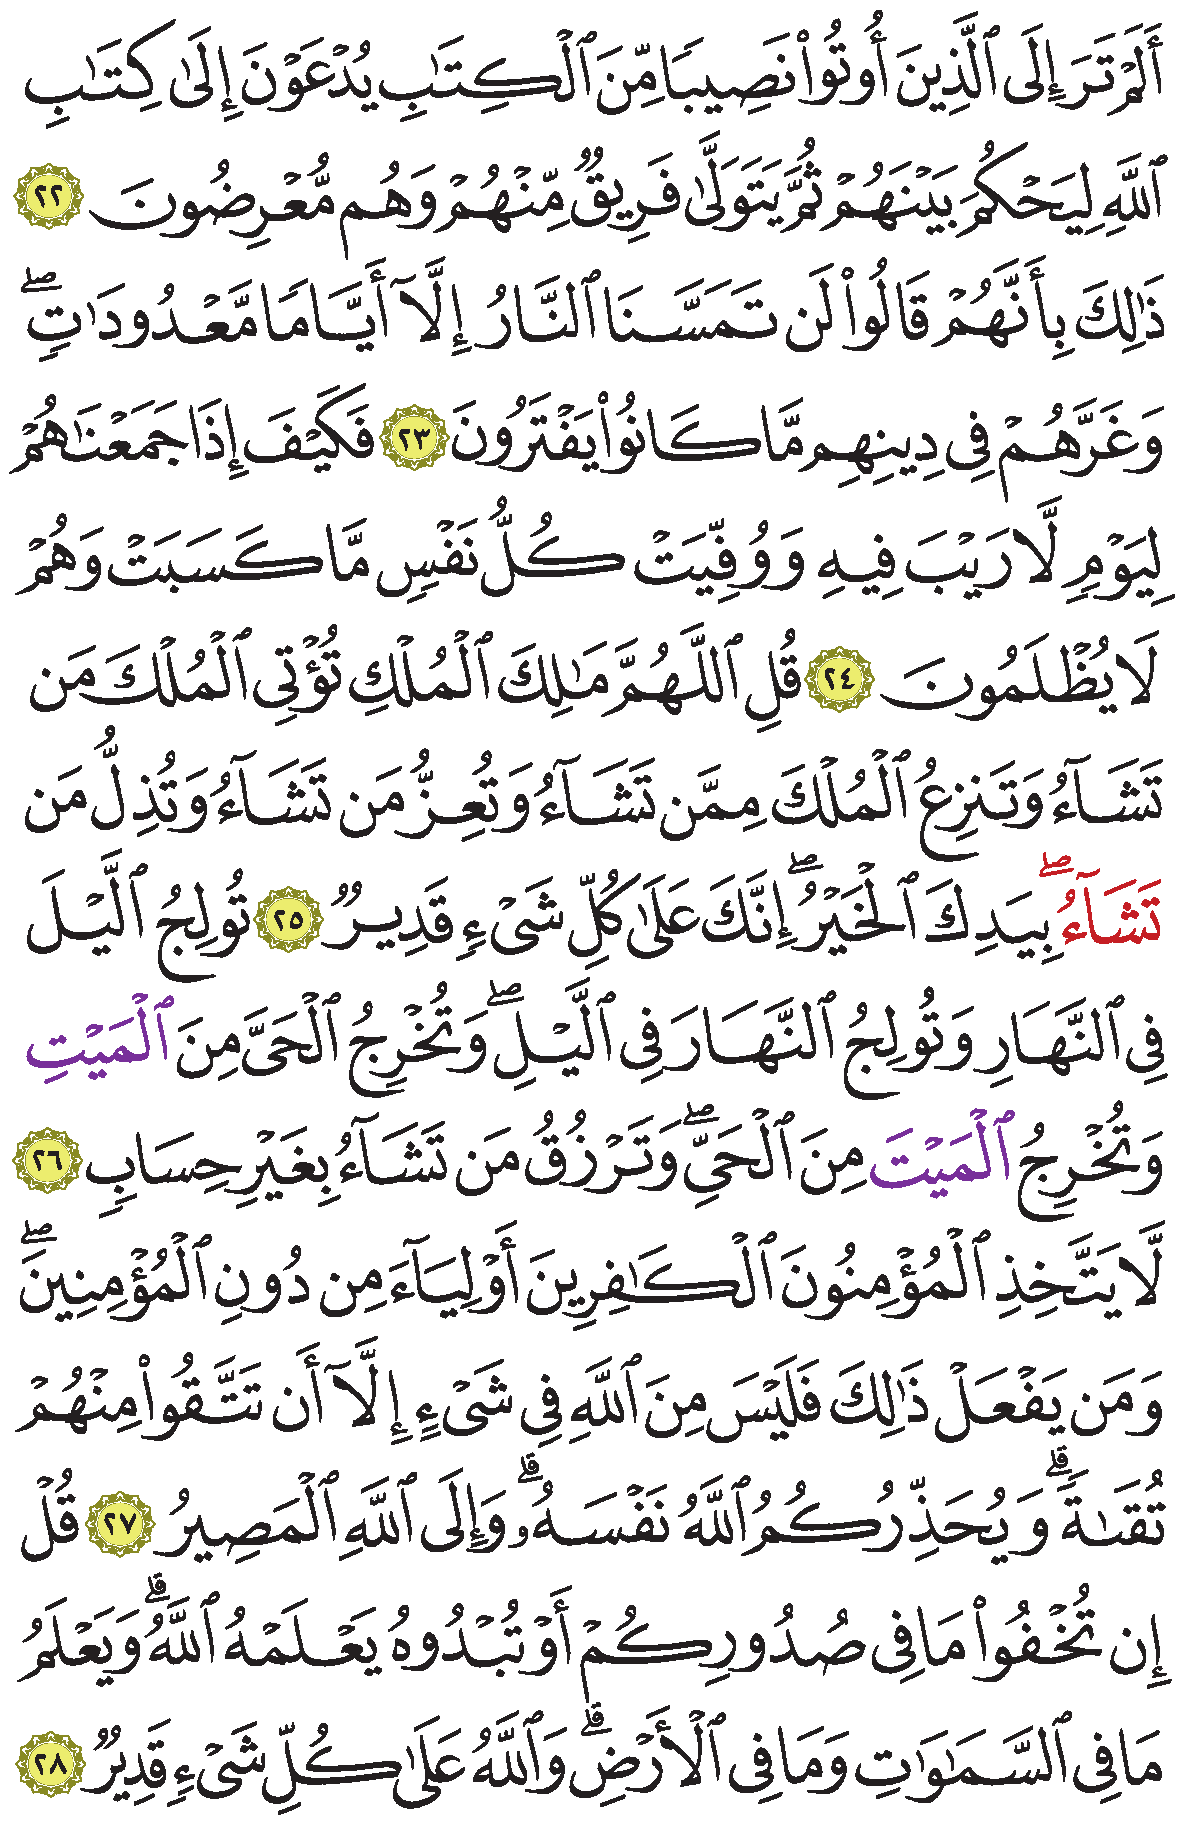 أَلَمْ تَرَ إِلَى ٱلَّذِينَ أُوتُوا۟ نَصِيبًا مِّنَ ٱلْكِتَٰبِ يُدْعَوْنَ إِلَىٰ كِتَٰبِ
ٱللَّهِ لِيَحْكُمَ بَيْنَهُمْ ثُمَّ يَتَوَلَّىٰ فَرِيقٌ مِّنْهُمْ وَهُم مُّعْرِضُونَ ٢٢
ذَٰلِكَ بِأَنَّهُمْ قَالُوا۟ لَن تَمَسَّنَا ٱلنَّارُ إِلَّآ أَيَّامًا مَّعْدُودَٰتٍ ۖ
وَغَرَّهُمْ فِى دِينِهِم مَّا كَانُوا۟ يَفْتَرُونَ ٢٣ فَكَيْفَ إِذَا جَمَعْنَٰهُمْ
لِيَوْمٍ لَّا رَيْبَ فِيهِ وَوُفِّيَتْ كُلُّ نَفْسٍ مَّا كَسَبَتْ وَهُمْ
لَا يُظْلَمُونَ ٢٤ قُلِ ٱللَّهُمَّ مَٰلِكَ ٱلْمُلْكِ تُؤْتِى ٱلْمُلْكَ مَن
تَشَآءُ وَتَنزِعُ ٱلْمُلْكَ مِمَّن تَشَآءُ وَتُعِزُّ مَن تَشَآءُ وَتُذِلُّ مَن
تَشَآءُ ۖ بِيَدِكَ ٱلْخَيْرُ ۖ إِنَّكَ عَلَىٰ كُلِّ شَىْءٍ قَدِيرٌ ٢٥ تُولِجُ ٱلَّيْلَ
فِى ٱلنَّهَارِ وَتُولِجُ ٱلنَّهَارَ فِى ٱلَّيْلِ ۖ وَتُخْرِجُ ٱلْحَىَّ مِنَ ٱلْمَيْتِ
وَتُخْرِجُ ٱلْمَيْتَ مِنَ ٱلْحَىِّ ۖ وَتَرْزُقُ مَن تَشَآءُ بِغَيْرِ حِسَابٍ ٢٦
لَّا يَتَّخِذِ ٱلْمُؤْمِنُونَ ٱلْكَٰفِرِينَ أَوْلِيَآءَ مِن دُونِ ٱلْمُؤْمِنِينَ ۖ
وَمَن يَفْعَلْ ذَٰلِكَ فَلَيْسَ مِنَ ٱللَّهِ فِى شَىْءٍ إِلَّآ أَن تَتَّقُوا۟ مِنْهُمْ
تُقَىٰةً ۗ وَيُحَذِّرُكُمُ ٱللَّهُ نَفْسَهُۥ ۗ وَإِلَى ٱللَّهِ ٱلْمَصِيرُ ٢٧ قُلْ
إِن تُخْفُوا۟ مَا فِى صُدُورِكُمْ أَوْ تُبْدُوهُ يَعْلَمْهُ ٱللَّهُ ۗ وَيَعْلَمُ
مَا فِى ٱلسَّمَٰوَٰتِ وَمَا فِى ٱلْأَرْضِ ۗ وَٱللَّهُ عَلَىٰ كُلِّ شَىْءٍ قَدِيرٌ ٢٨